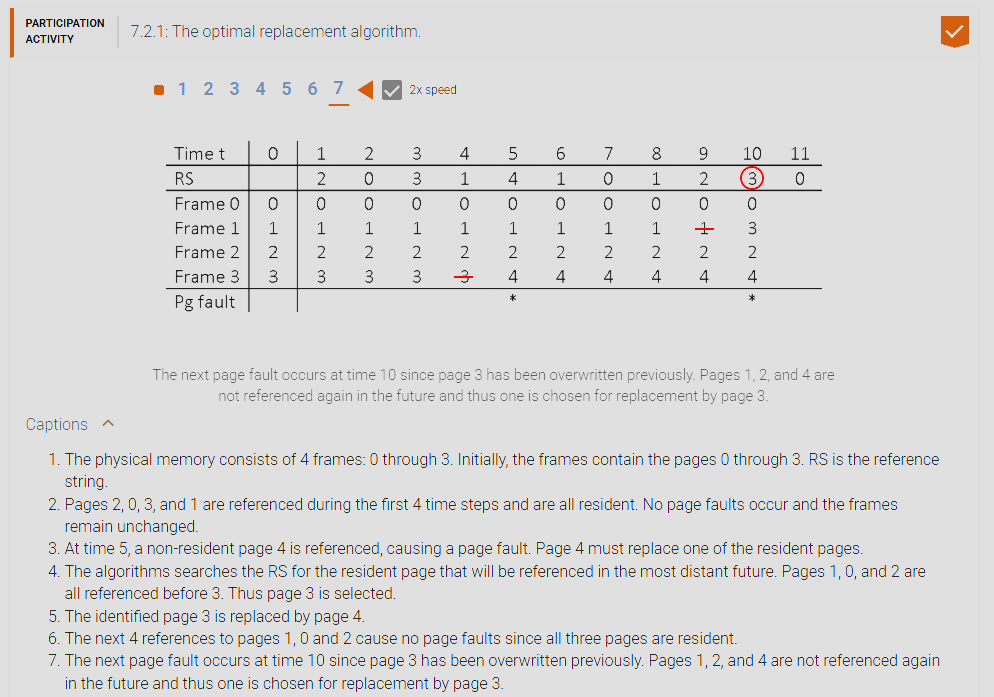 PARTICIPATION
ACTIVITY
7.2.1: The optimal replacement algorithm.
1 2 3 4 5 6 7 2x speed
Time t 0 1 2 3 4 5 6 7 8 9 10 11
RS 2 0 3 1 4 1 0 1 2 3 0
Frame 0 0 0 0 0 0 0 0 0 0 0 0
Frame 1 1 1 1 1 1 1 1 1 1 1 3
Frame 2 2 2 2 2 2 2 2 2 2 2 2
Frame 3 3 3 3 3 3 4 4 4 4 4 4
Pg fault * *
The next page fault occurs at time 10 since page 3 has been overwritten previously. Pages 1, 2, and 4 are
not referenced again in the future and thus one is chosen for replacement by page 3.
Captions
1. The physical memory consists of 4 frames: 0 through 3. Initially, the frames contain the pages 0 through 3. RS is the reference
string.
2. Pages 2, 0, 3, and 1 are referenced during the first 4 time steps and are all resident. No page faults occur and the frames
remain unchanged.
3. At time 5, a non-resident page 4 is referenced, causing a page fault. Page 4 must replace one of the resident pages.
4. The algorithms searches the RS for the resident page that will be referenced in the most distant future. Pages 1, 0, and 2 are
all referenced before 3. Thus page 3 is selected.
5. The identified page 3 is replaced by page 4.
6. The next 4 references to pages 1, 0 and 2 cause no page faults since all three pages are resident.
7. The next page fault occurs at time 10 since page 3 has been overwritten previously. Pages 1, 2, and 4 are not referenced again
in the future and thus one is chosen for replacement by page 3.